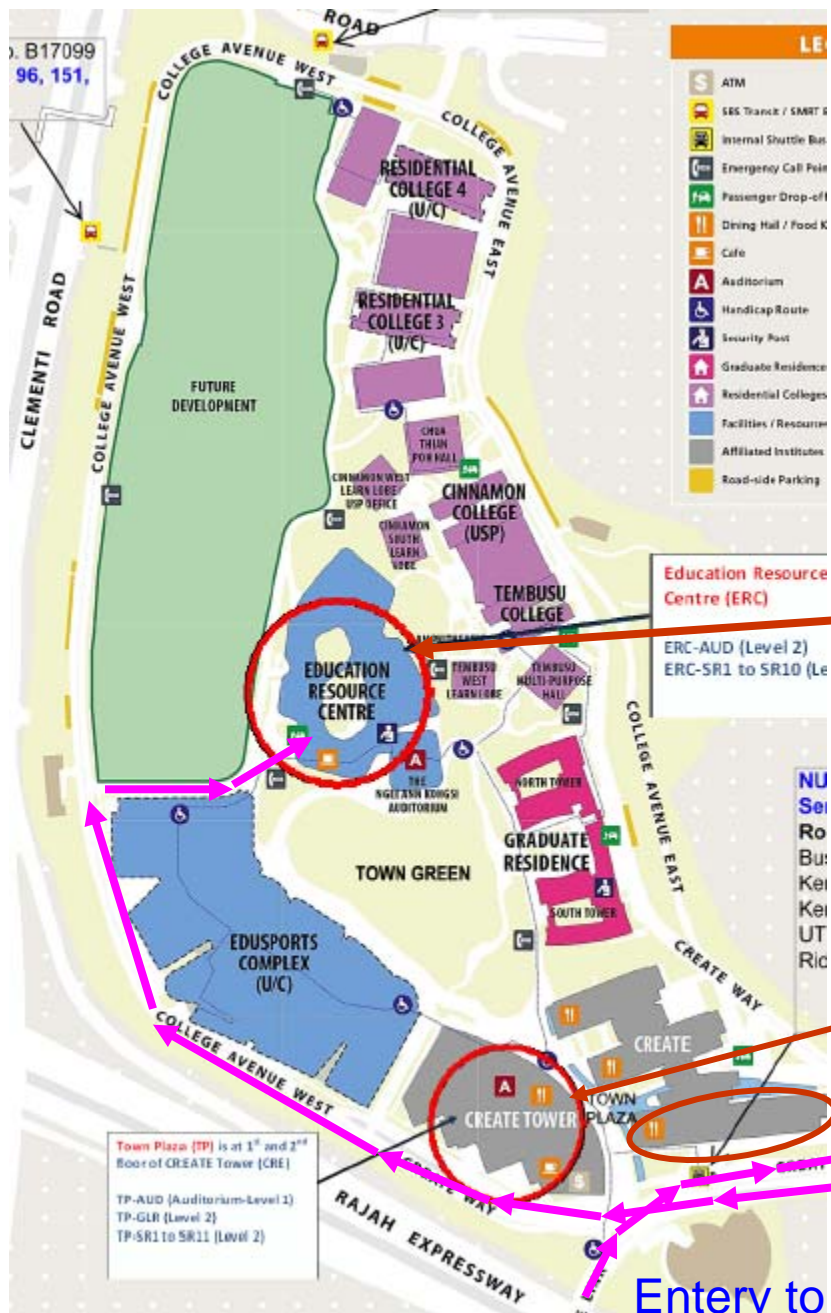 ROAD
o. B17099
96, 151,
COLLEGE AVENUE WEST
COLLEGE AVENUE EAST
LE
ATM
SBS Transit / SMRT B
Internal Shuttle Bus
Emergency Call Poin
Passenger Drop-of
Dining Hall / Food K
Cafe
A Auditorium
Handicap Route
Security Post
Graduate Residence
Residential Colleges
Facilities / Resources
Affiliated Institutes
Road-side Parking
RESIDENTIAL
COLLEGE 4
(U/C)
RESIDENTIAL
COLLEGE 3
(U/C)
CLEMENTI ROAD
COLLEGE AVENUE WEST
FUTURE
DEVELOPMENT
CHUA
THIAN
POH HALL
CINNAMON WEST
LEARN LOBE
USP OFFICE
CINNAMON
SOUTH
LEARN
LOBE
CINNAMON
COLLEGE
(USP)
TEMBUSU
COLLEGE
Education Resource
Centre (ERC)
ERC-AUD (Level 2)
ERC-SR1 to SR10 (Le
EDUCATION
RESOURCE
CENTRE
TEMBUSU
WEST
LEARN LOBE
TEMBUSU
MULTI-PURPOSE
HALL
A
THE
NGEE ANN KONGSI
AUDITORIUM
COLLEGE AVENUE EAST
NORTH TOWER
GRADUATE
RESIDENCE
SOUTH TOWER
TOWN GREEN
NU
Ser
Ro
Bus
Ker
Ker
UT
Ric
EDUSPORTS
COMPLEX
(U/C)
CREATE WAY
COLLEGE AVENUE WEST
CREATE
A
CREATE TOWER
TOWN
PLAZA
Town Plaza (TP) is at 1st and 2nd
floor of CREATE Tower (CRE)
TP-AUD (Auditorium-Level 1)
TP-GLR (Level 2)
TP-SR1 to SR11 (Level 2)
CREATE WAY
RAJAH EXPRESSWAY
Entery to